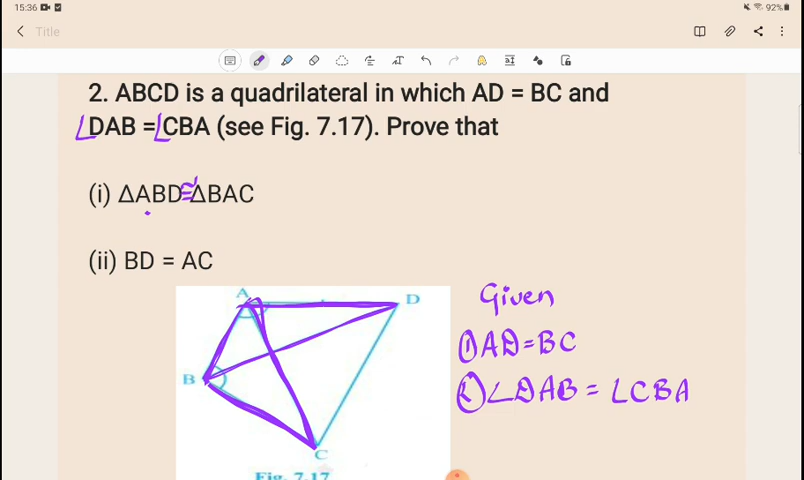 15:36
92%
Title
2. ABCD is a quadrilateral in which AD = BC and
∠DAB = ∠CBA (see Fig. 7.17). Prove that
(i) ΔABD ≅ ΔBAC
(ii) BD = AC
A
D
B
C
Fig. 7.17
Given
① AD = BC
② ∠DAB = ∠CBA